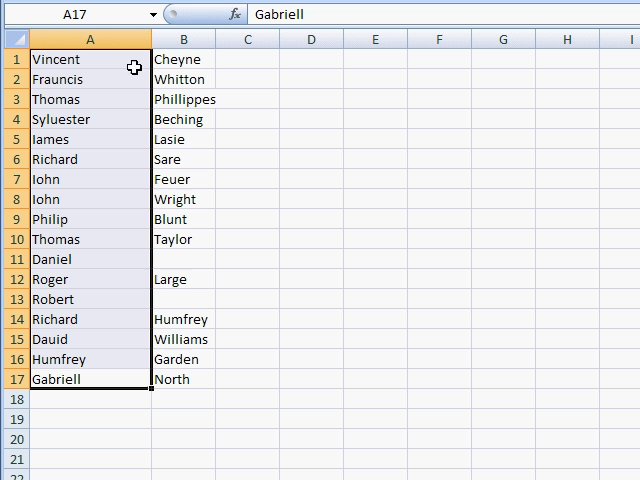 A17 fx Gabriell
A B C D E F G H I
1 Vincent Cheyne
2 Frauncis Whitton
3 Thomas Phillippes
4 Syluester Beching
5 Iames Lasie
6 Richard Sare
7 Iohn Feuer
8 Iohn Wright
9 Philip Blunt
10 Thomas Taylor
11 Daniel
12 Roger Large
13 Robert
14 Richard Humfrey
15 Dauid Williams
16 Humfrey Garden
17 Gabriell North
18
19
20
21
22